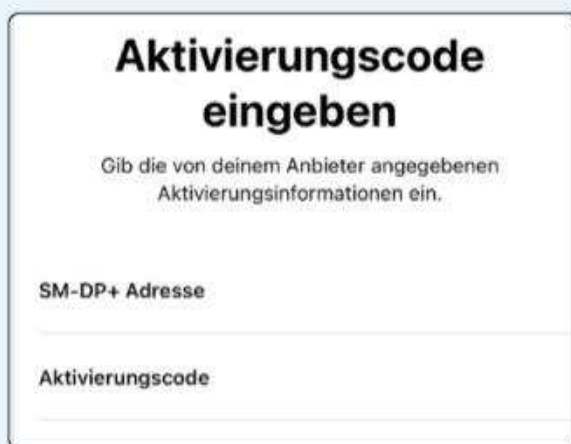 Aktivierungscode
eingeben
Gib die von deinem Anbieter angegebenen
Aktivierungsinformationen ein.
SM-DP+ Adresse
Aktivierungscode